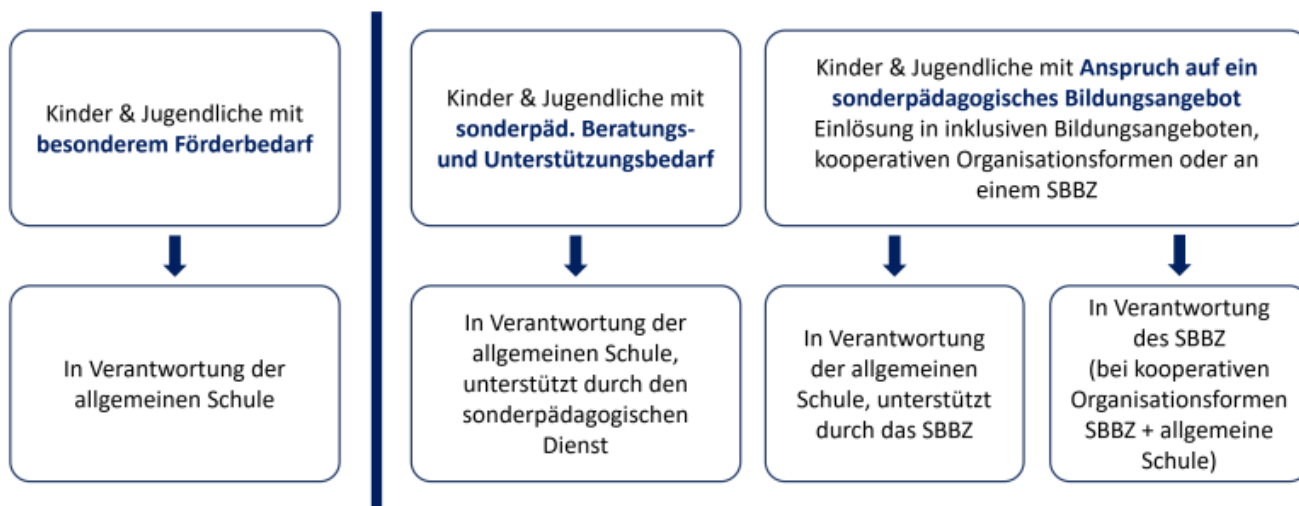 Kinder & Jugendliche mit
besonderem Förderbedarf
Kinder & Jugendliche mit
sonderpäd. Beratungs-
und Unterstützungsbedarf
Kinder & Jugendliche mit Anspruch auf ein
sonderpädagogisches Bildungsangebot
Einlösung in inklusiven Bildungsangeboten,
kooperativen Organisationsformen oder an
einem SBBZ
In Verantwortung der
allgemeinen Schule
In Verantwortung der
allgemeinen Schule,
unterstützt durch den
sonderpädagogischen
Dienst
In Verantwortung
der allgemeinen
Schule, unterstützt
durch das SBBZ
In Verantwortung
des SBBZ
(bei kooperativen
Organisationsformen
SBBZ + allgemeine
Schule)